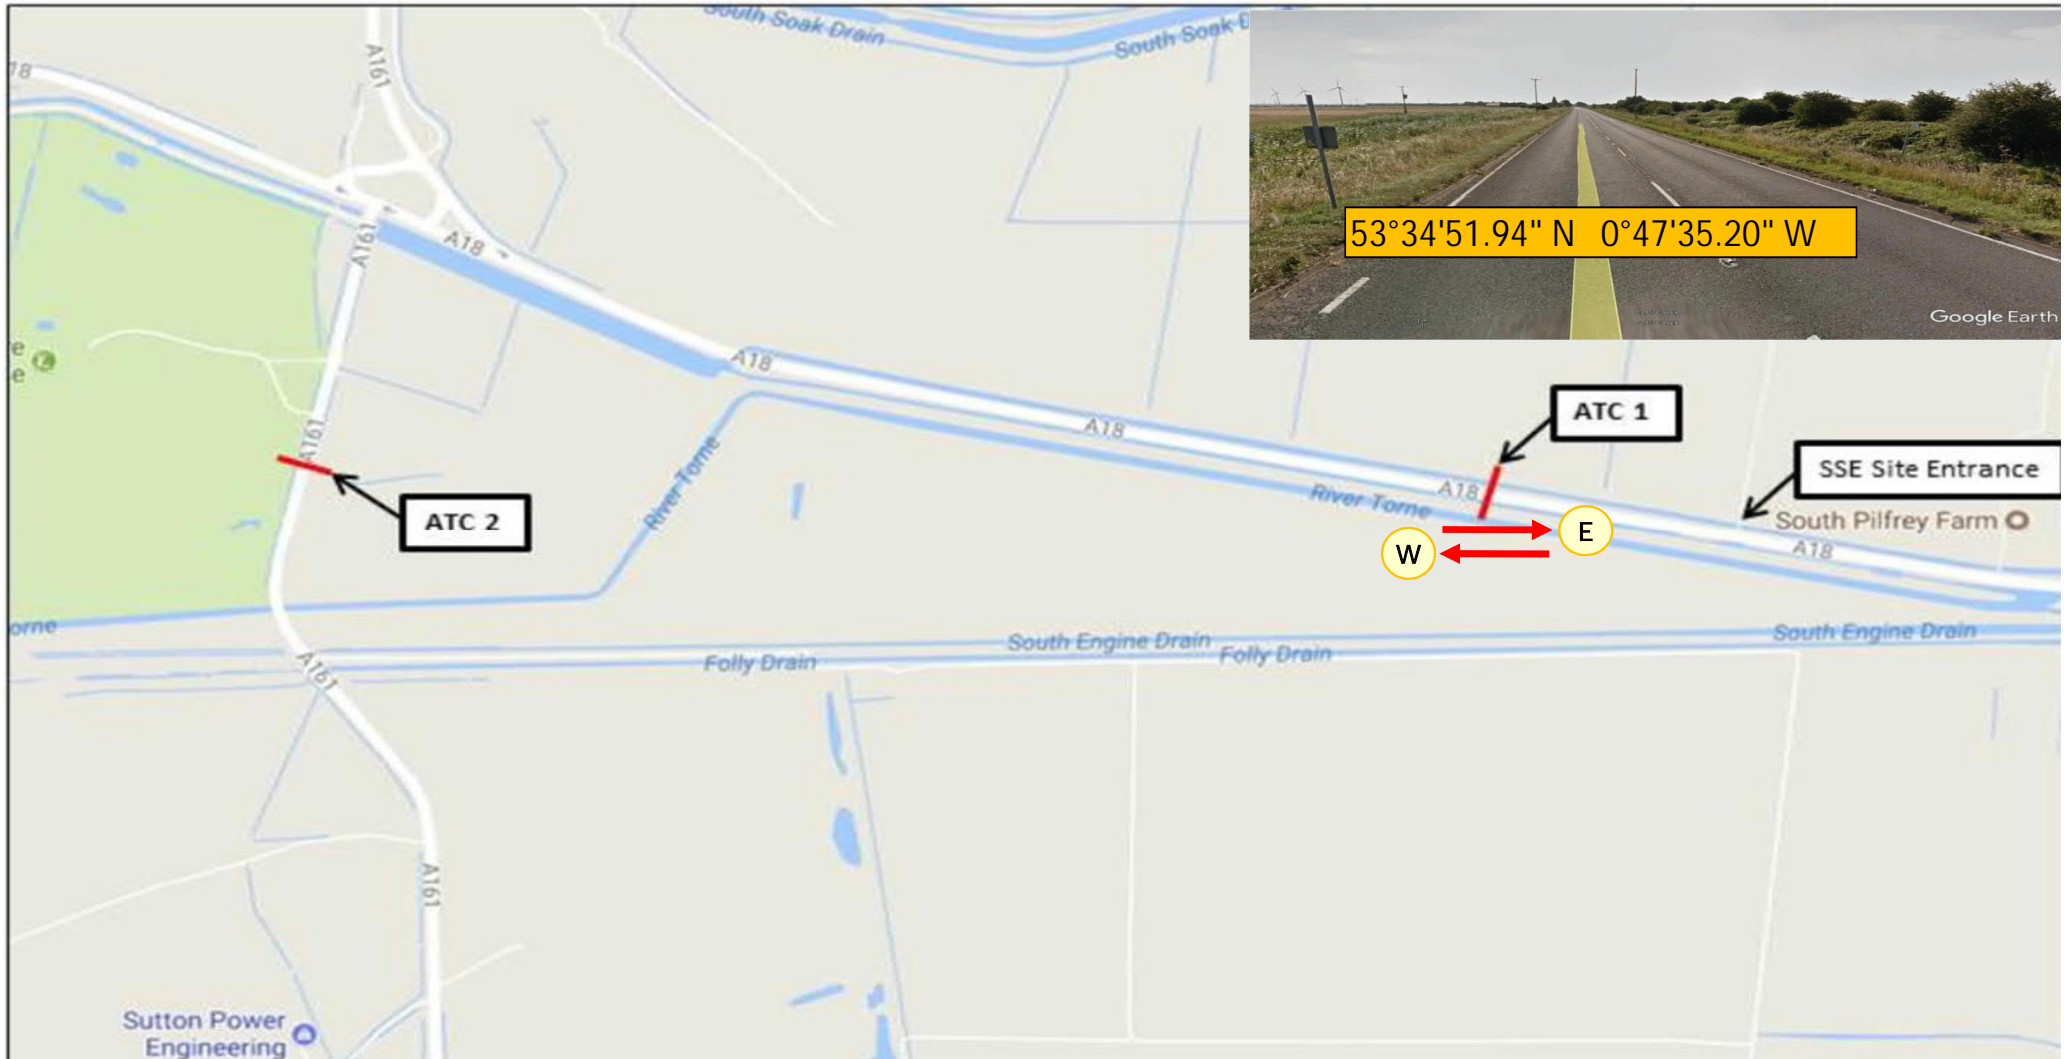 South Soak Drain
South Soak D
18
A161
53°34'51.94" N 0°47'35.20" W
Google Earth
A161
A18
A18
ATC 1
A18
A161
SSE Site Entrance
A18
River Torne
River Torne
ATC 2
South Pilfrey Farm
E
A18
W
orne
South Engine Drain
South Engine Drain
Folly Drain
Folly Drain
A161
A161
Sutton Power
Engineering